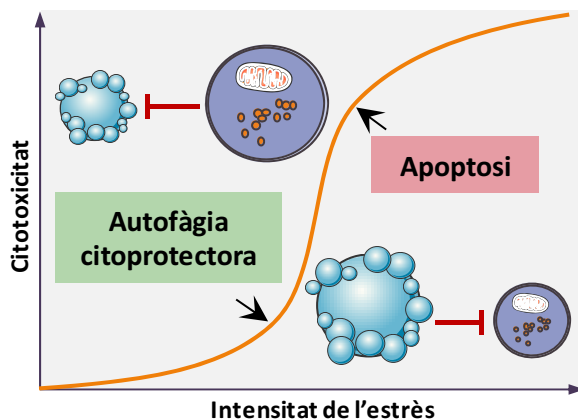 Citotoxicitat
Apoptosi
Autofàgia
citoprotectora
Intensitat de l’estrès